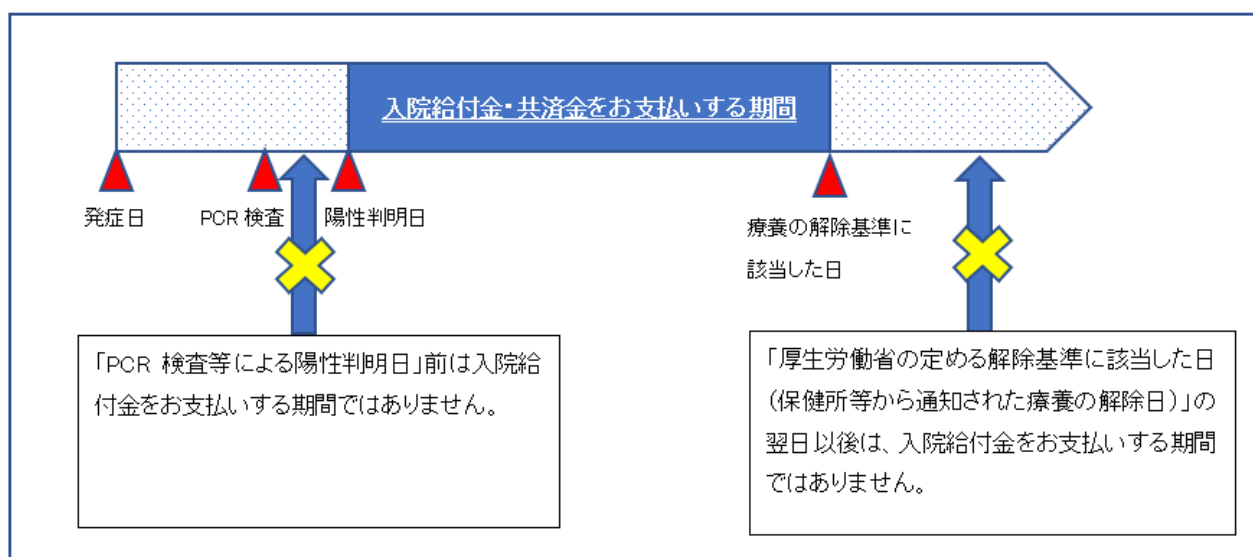 入院給付金・共済金をお支払いする期間
発症日
PCR 検査
陽性判明日
療養の解除基準に
該当した日
「PCR 検査等による陽性判明日」前は入院給
付金をお支払いする期間ではありません。
「厚生労働省の定める解除基準に該当した日
(保健所等から通知された療養の解除日)」の
翌日以後は、入院給付金をお支払いする期間
ではありません。